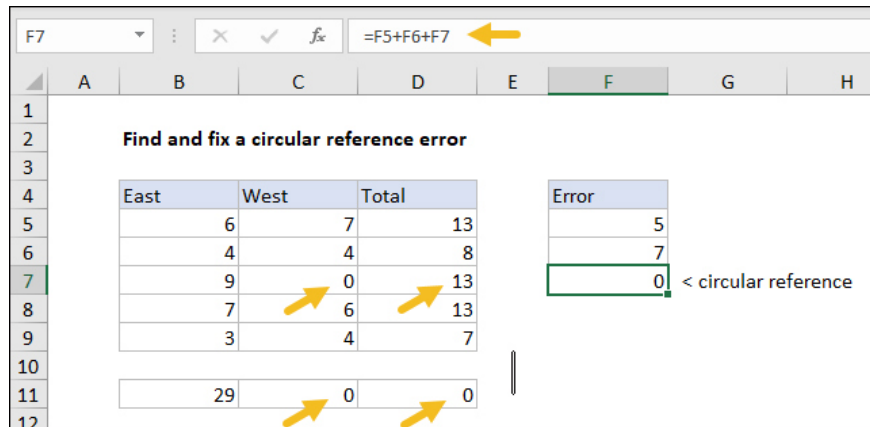 F7 fx =F5+F6+F7
A B C D E F G H
1
2 Find and fix a circular reference error
3
4 East West Total Error
5 6 7 13 5
6 4 4 8 7
7 9 0 13 0 < circular reference
8 7 6 13
9 3 4 7
10
11 29 0 0
12